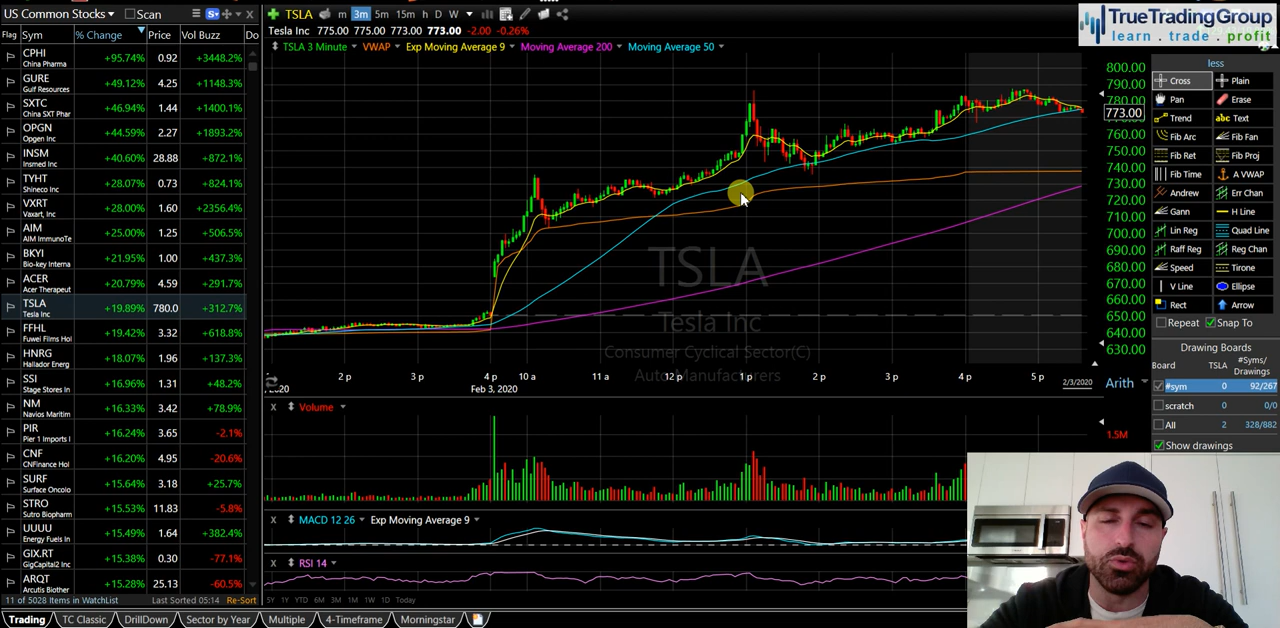 US Common Stocks Scan
Flag Sym % Change Price Vol Buzz Do
CPHI +95.74% 0.92 +3448.2%
China Pharma
GURE +49.12% 4.25 +1148.3%
Gulf Resources
SXTC +46.94% 1.44 +1400.1%
China SXT Phar
OPGN +44.59% 2.27 +1893.2%
Opgen Inc
INSM +40.60% 28.88 +872.1%
Insmed Inc
TYHT +28.07% 0.73 +824.1%
Shineco Inc
VXRT +28.00% 1.60 +2356.4%
Vaxart, Inc
AIM +25.00% 1.25 +506.5%
AIM ImmunoTe
BKYI +21.95% 1.00 +437.3%
Bio-key Interna
ACER +20.79% 4.59 +291.7%
Acer Therapeut
TSLA +19.89% 780.0 +312.7%
Tesla Inc
FFHL +19.42% 3.32 +618.8%
Fuwei Films Hol
HNRG +18.07% 1.96 +137.3%
Hallador Energ
SSI +16.96% 1.31 +48.2%
Stage Stores In
NM +16.33% 3.42 +78.9%
Navios Maritim
PIR +16.24% 3.65 -2.1%
Pier 1 Imports I
CNF +16.20% 4.95 -20.6%
CNFinance Hol
SURF +15.64% 3.18 +25.7%
Surface Oncolo
STRO +15.53% 11.83 -5.8%
Sutro Biopharm
UUUU +15.49% 1.64 +382.4%
Energy Fuels In
GIX.RT +15.38% 0.30 -77.1%
GigCapital2 Inc
ARQT +15.28% 25.13 -60.5%
Arcutis Biother
11 of 5028 Items in WatchList Last Sorted 05:14 Re-Sort
Trading TC Classic DrillDown Sector by Year Multiple 4-Timeframe Morningstar
TSLA m 3m 5m 15m h D W
Tesla Inc 775.00 775.00 773.00 773.00 -2.00 -0.26%
TSLA 3 Minute VWAP Exp Moving Average 9 Moving Average 200 Moving Average 50
800.00
790.00
780.00
773.00
760.00
750.00
740.00
730.00
720.00
710.00
700.00
690.00
680.00
670.00
660.00
650.00
640.00
630.00
TSLA
Tesla Inc
Consumer Cyclical Sector(C)
Auto Manufacturers
2 p 3 p 10 a 11 a 12 p 1 p 2 p 3 p 4 p 5 p
2020 Feb 3, 2020 2/3/2020 Arith
X Volume
1.5M
X MACD 12 26 Exp Moving Average 9
X RSI 14
5Y 1Y YTD 6M 3M 1M 1W 1D Today
TrueTradingGroup
learn . trade . profit
less
Cross Plain
Pan Erase
Trend abc Text
Fib Arc Fib Fan
Fib Ret Fib Proj
Fib Time A VWAP
Andrew Err Chan
Gann H Line
Lin Reg Quad Line
Raff Reg Reg Chan
Speed Tirone
V Line Ellipse
Rect Arrow
Repeat Snap To
Drawing Boards
Board TSLA #Syms/
Drawings
#sym 0 92/267
scratch 0 0/0
All 2 328/882
Show drawings